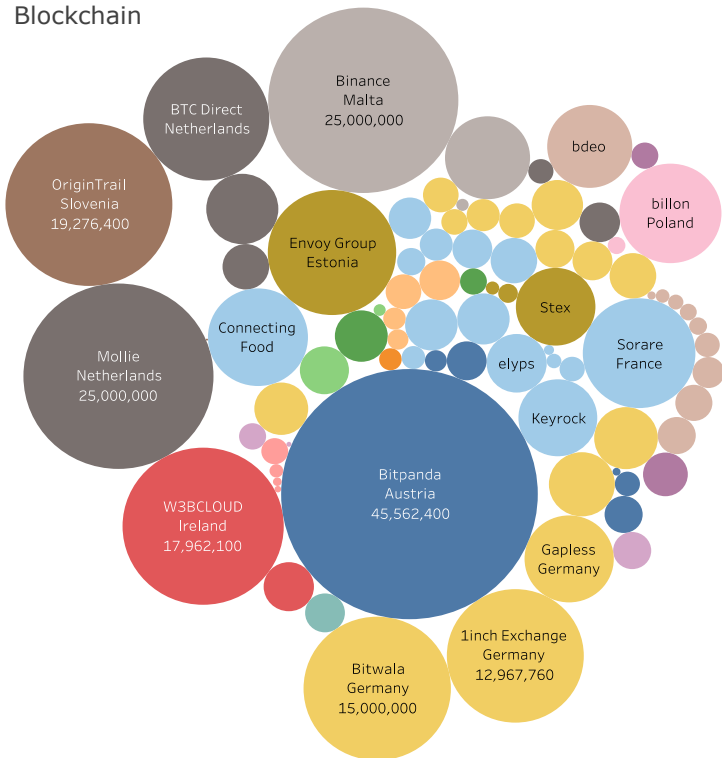 Blockchain
Binance
Malta
25,000,000
BTC Direct
Netherlands
bdeo
OriginTrail
Slovenia
19,276,400
billon
Poland
Envoy Group
Estonia
Stex
Connecting
Food
Sorare
France
Mollie
Netherlands
25,000,000
elyps
Keyrock
Bitpanda
Austria
45,562,400
W3BCLOUD
Ireland
17,962,100
Gapless
Germany
1inch Exchange
Germany
12,967,760
Bitwala
Germany
15,000,000